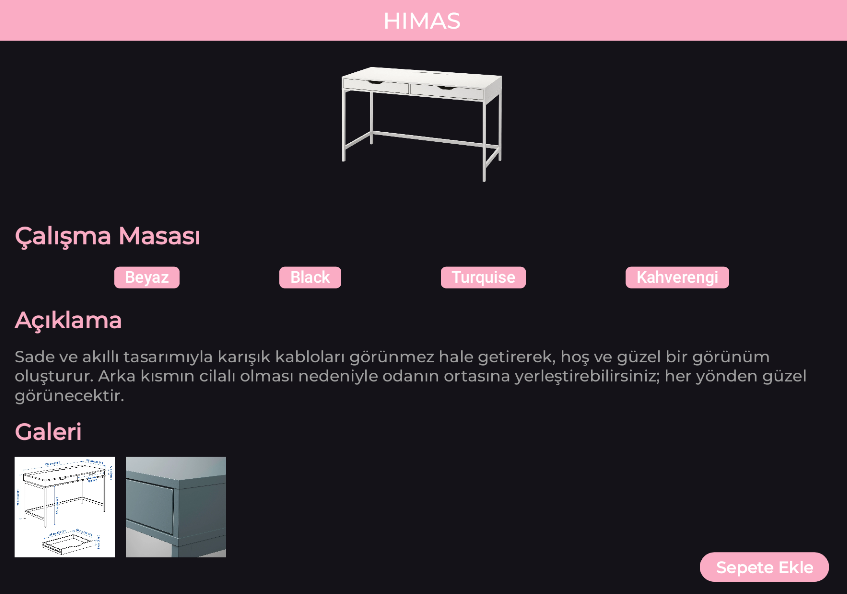 HIMAS
Çalışma Masası
Beyaz
Black
Turquise
Kahverengi
Açıklama
Sade ve akıllı tasarımıyla karışık kabloları görünmez hale getirerek, hoş ve güzel bir görünüm
oluşturur. Arka kısmın cilalı olması nedeniyle odanın ortasına yerleştirebilirsiniz; her yönden güzel
görünecektir.
Galeri
Sepete Ekle